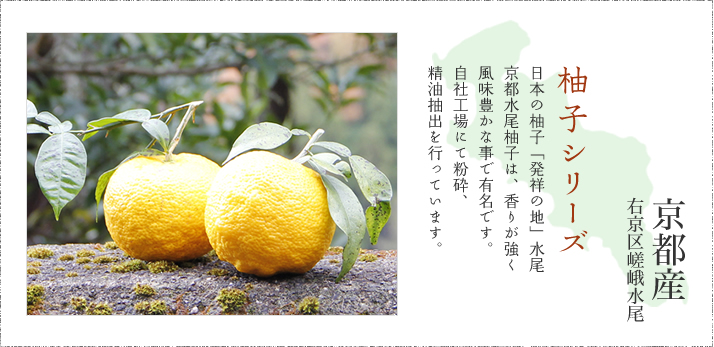 京都産
右京区嵯峨水尾
柚子シリーズ
日本の柚子「発祥の地」水尾
京都水尾柚子は、香りが強く
風味豊かな事で有名です。
自社工場にて粉砕、
精油抽出を行っています。